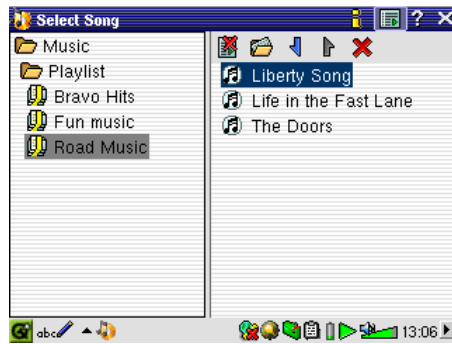 Select Song
?
Music
Playlist
Bravo Hits
Fun music
Road Music
Liberty Song
Life in the Fast Lane
The Doors
abc
13:06